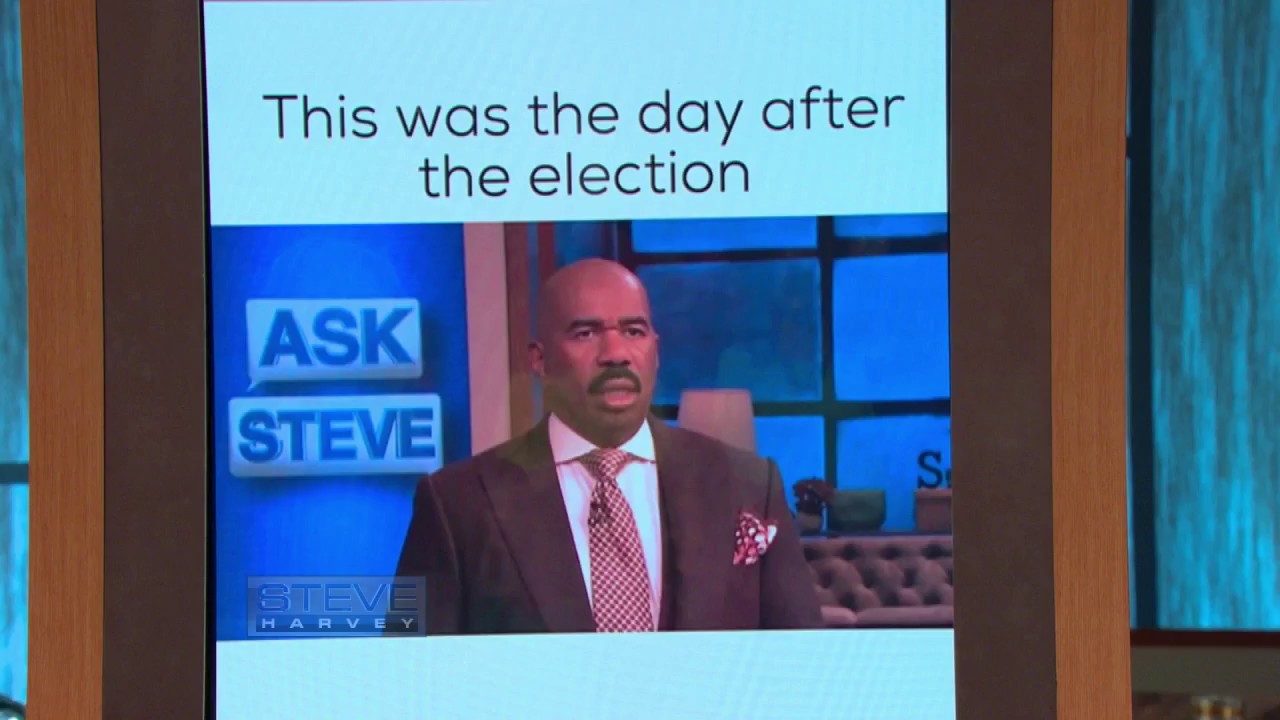 This was the day after
the election
ASK
STEVE
S
STEVE
HARVEY